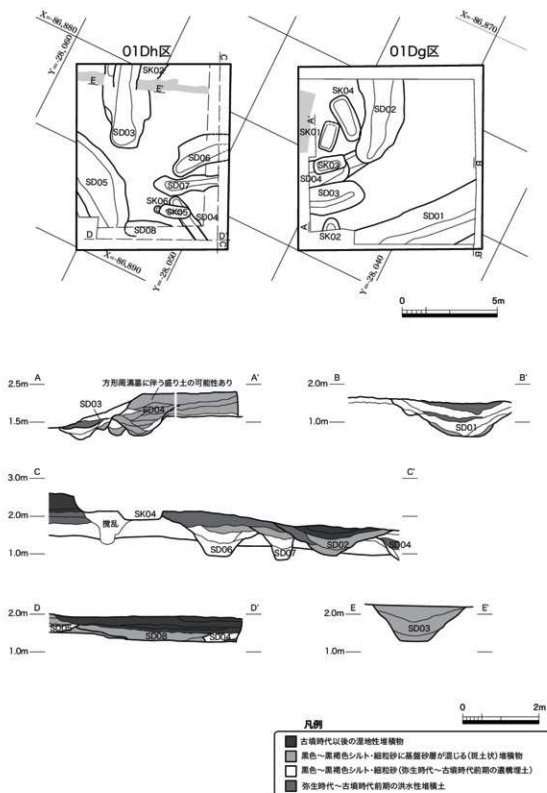 X=-86,880
Y=-28,060
X=-86,870
01Dh区
01Dg区
C
SK02
E
E'
SD03
SD06
SD05
SD07
SK06
SK05
SD04
D
SD08
D'
C'
X=-86,890
Y=-28,050
SK04
SD02
A'
SK01
SK03
SD04
B
SD03
SD01
A
SK02
B'
Y=-28,040
0
5m
A
方形周溝墓に伴う盛り土の可能性あり
A'
B
B'
2.5m
SD03
SD04
2.0m
1.5m
1.0m
SD01
C
C'
3.0m
2.0m
撹乱
SK04
SD02
SD04
1.0m
SD06
SD07
D
D'
E
E'
2.0m
SD05
SD08
SD04
2.0m
SD03
1.0m
1.0m
0
2m
凡例
古墳時代以後の湿地性堆積物
黒色~黒褐色シルト・細粒砂に基盤砂層が混じる(斑土状)堆積物
黒色~黒褐色シルト・細粒砂(弥生時代~古墳時代前期の遺構埋土)
弥生時代~古墳時代前期の洪水性堆積土